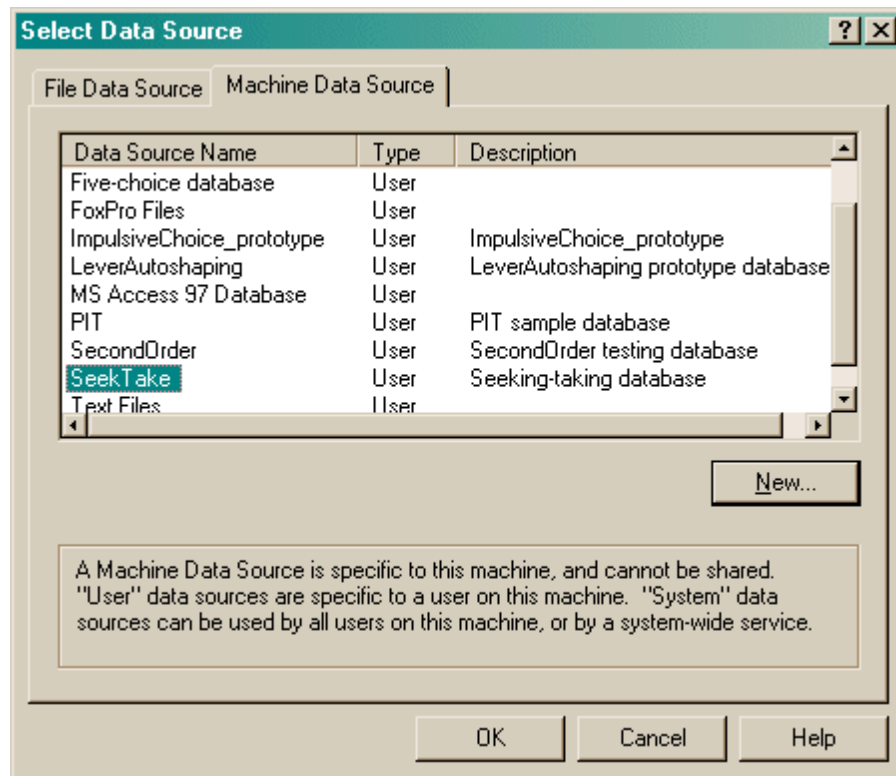 Select Data Source
File Data Source Machine Data Source
Data Source Name Type Description
Five-choice database User
FoxPro Files User
ImpulsiveChoice_prototype User ImpulsiveChoice_prototype
LeverAutoshaping User LeverAutoshaping prototype database
MS Access 97 Database User
PIT User PIT sample database
SecondOrder User SecondOrder testing database
SeekTake User Seeking-taking database
Text Files User
New...
A Machine Data Source is specific to this machine, and cannot be shared.
"User" data sources are specific to a user on this machine. "System" data
sources can be used by all users on this machine, or by a system-wide service.
OK Cancel Help